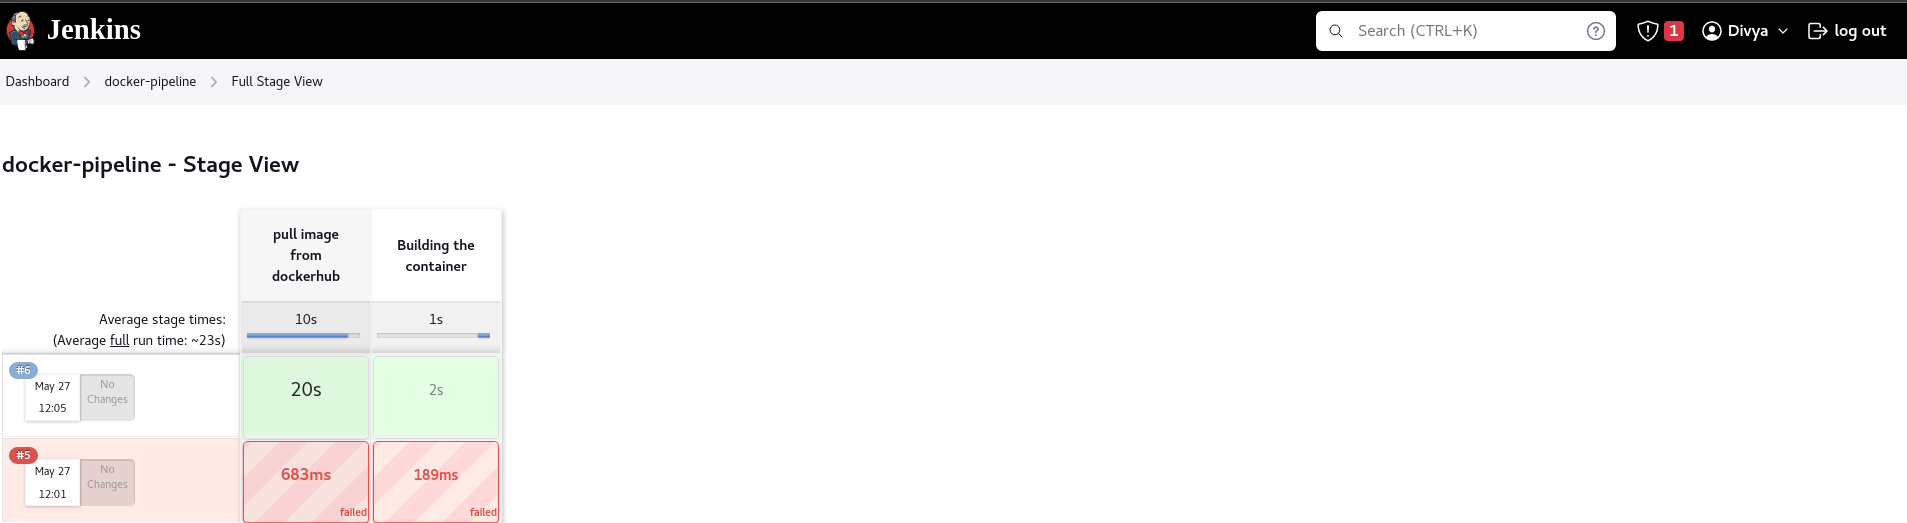 Jenkins
Search (CTRL+K)
?
1
Divya
log out
Dashboard
docker-pipeline
Full Stage View
docker-pipeline - Stage View
pull image
from
dockerhub
Building the
container
Average stage times:
(Average full run time: ~23s)
10s
1s
#6
May 27
12:05
No
Changes
20s
2s
#5
May 27
12:01
No
Changes
683ms
failed
189ms
failed